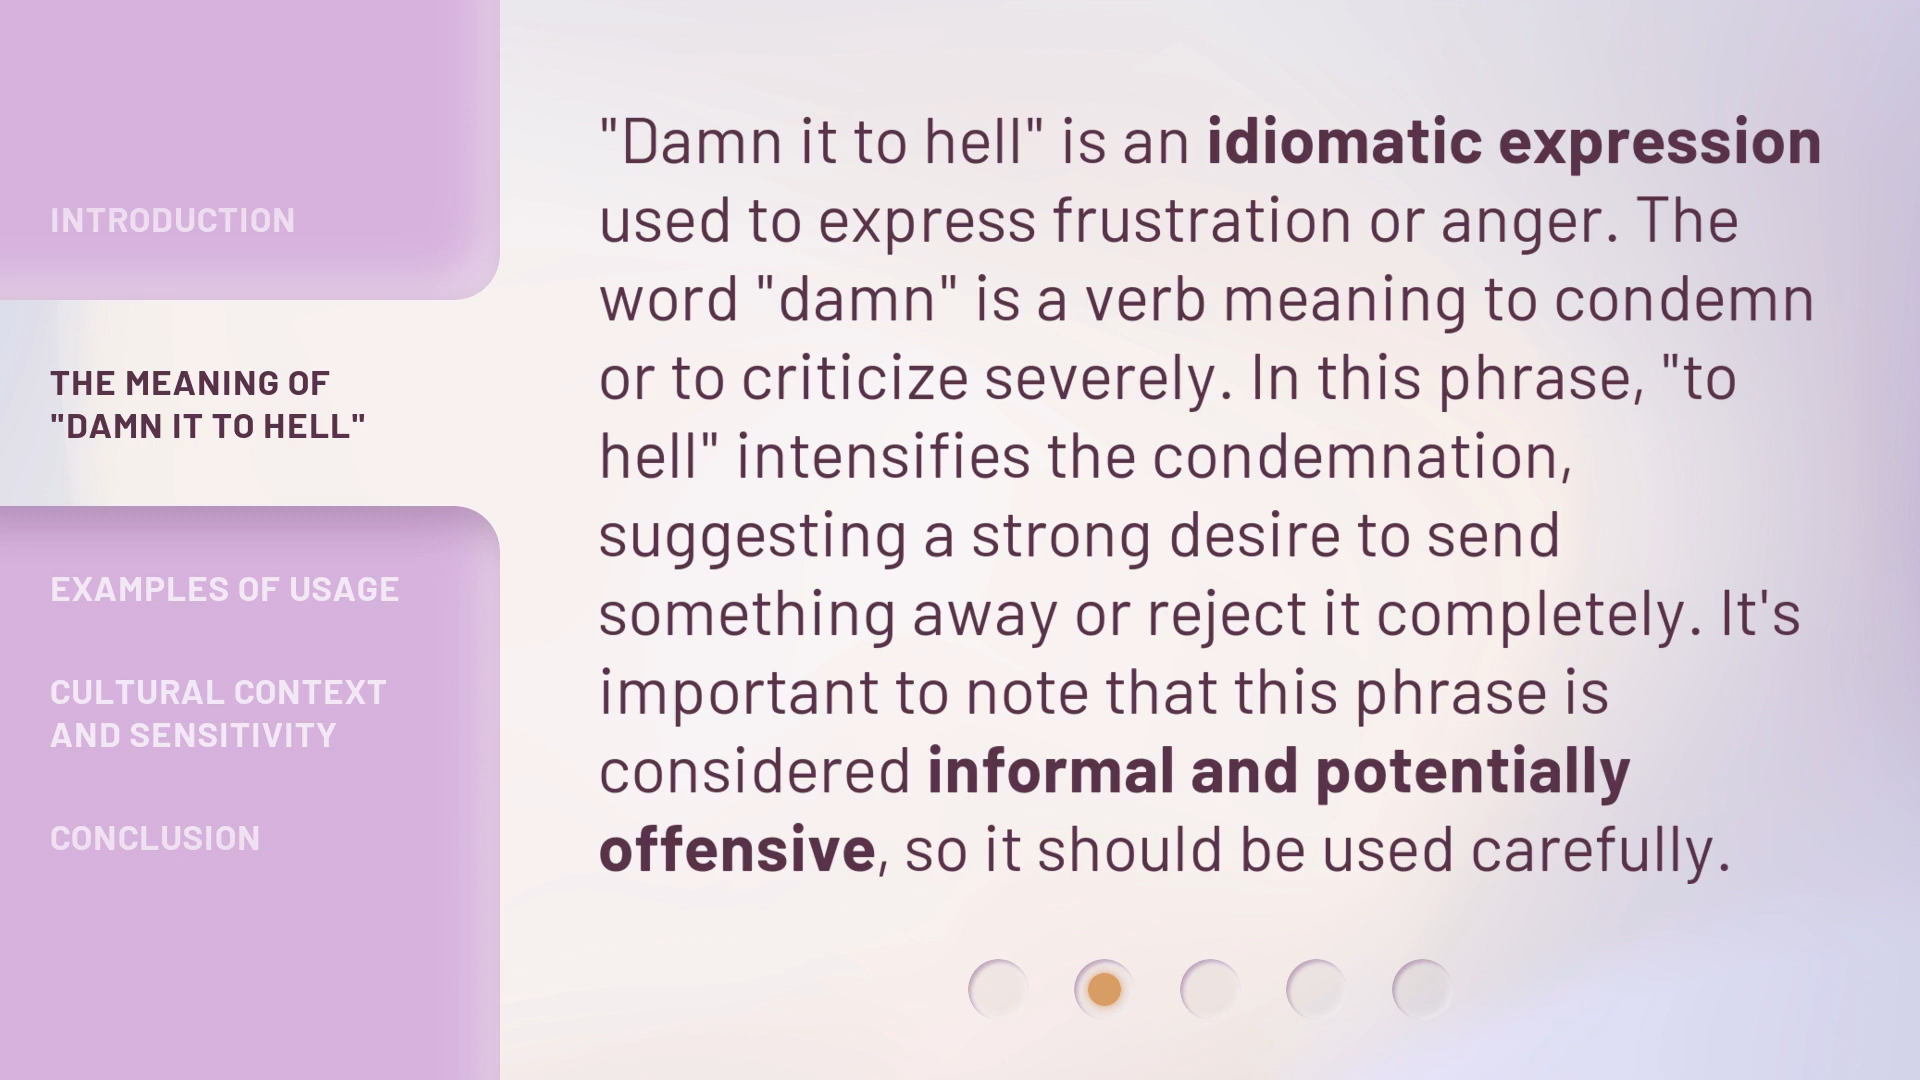 INTRODUCTION
THE MEANING OF
"DAMN IT TO HELL"
EXAMPLES OF USAGE
CULTURAL CONTEXT
AND SENSITIVITY
CONCLUSION
"Damn it to hell" is an idiomatic expression
used to express frustration or anger. The
word "damn" is a verb meaning to condemn
or to criticize severely. In this phrase, "to
hell" intensifies the condemnation,
suggesting a strong desire to send
something away or reject it completely. It's
important to note that this phrase is
considered informal and potentially
offensive, so it should be used carefully.